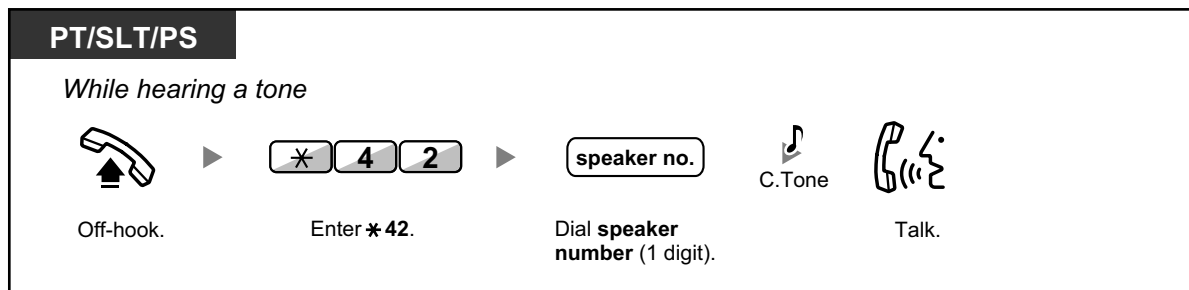 PT/SLT/PS
While hearing a tone
* 4 2
speaker no.
C.Tone
Off-hook.
Enter *42.
Dial speaker
number (1 digit).
Talk.